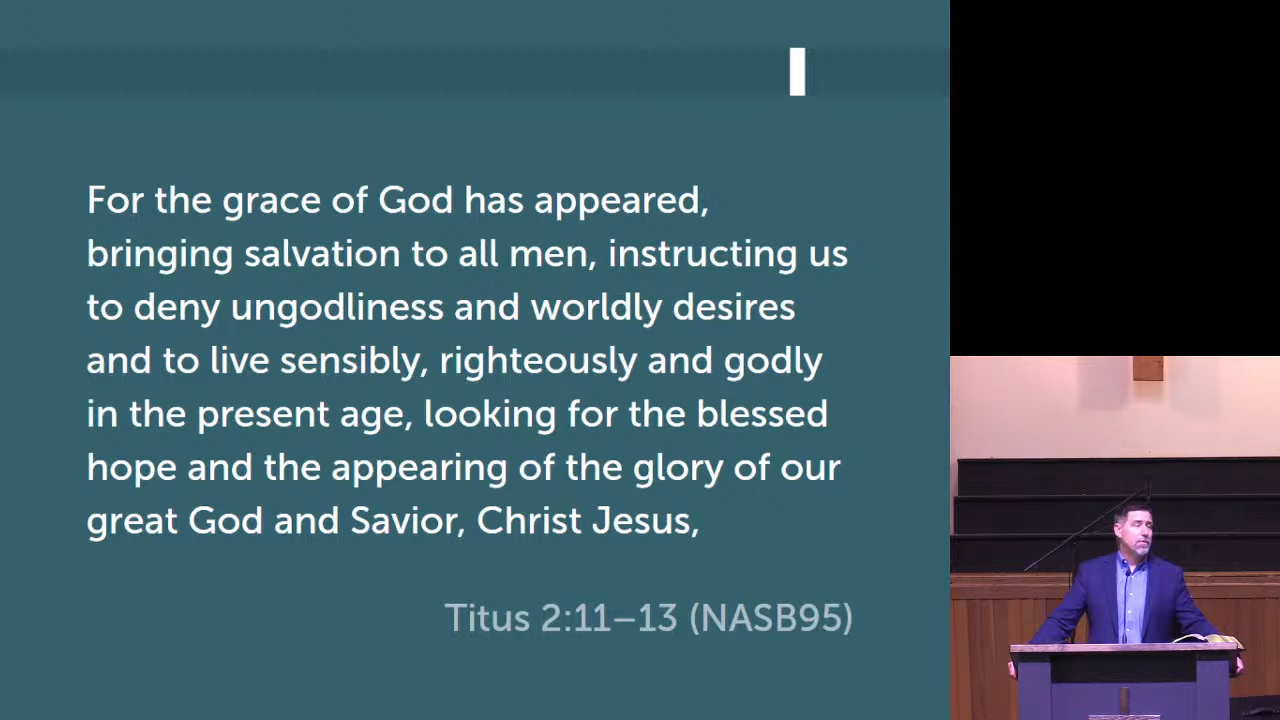 For the grace of God has appeared,
bringing salvation to all men, instructing us
to deny ungodliness and worldly desires
and to live sensibly, righteously and godly
in the present age, looking for the blessed
hope and the appearing of the glory of our
great God and Savior, Christ Jesus,
Titus 2:11–13 (NASB95)